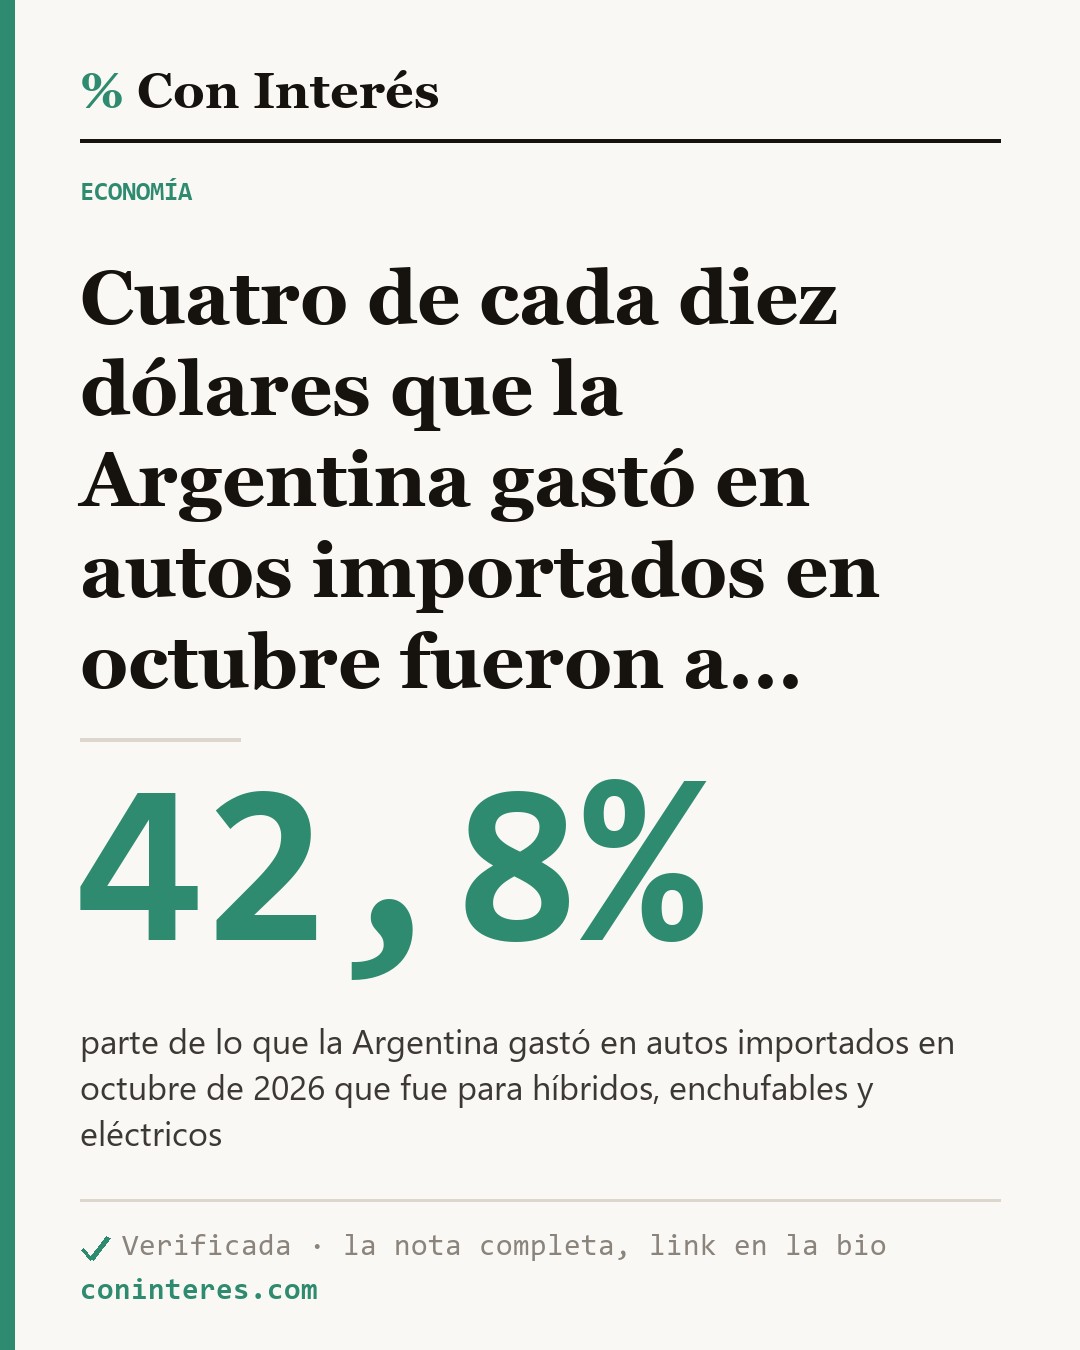 % Con Interés
ECONOMÍA
Cuatro de cada diez
dólares que la
Argentina gastó en
autos importados en
octubre fueron a...
42,8%
parte de lo que la Argentina gastó en autos importados en
octubre de 2026 que fue para híbridos, enchufables y
eléctricos
✓ Verificada · la nota completa, link en la bio
coninteres.com